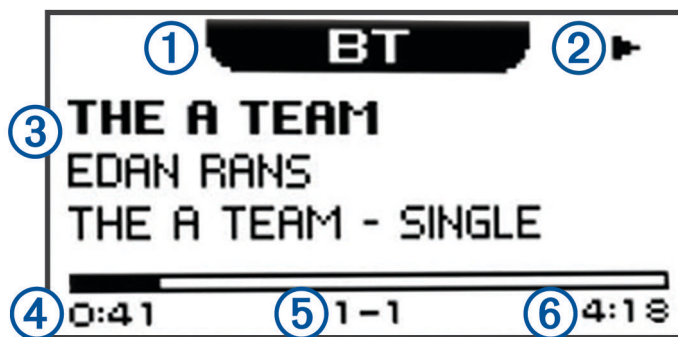 1 BT 2
3 THE A TEAM
EDAN RANS
THE A TEAM - SINGLE
4 0:41 5 1-1 6 4:18